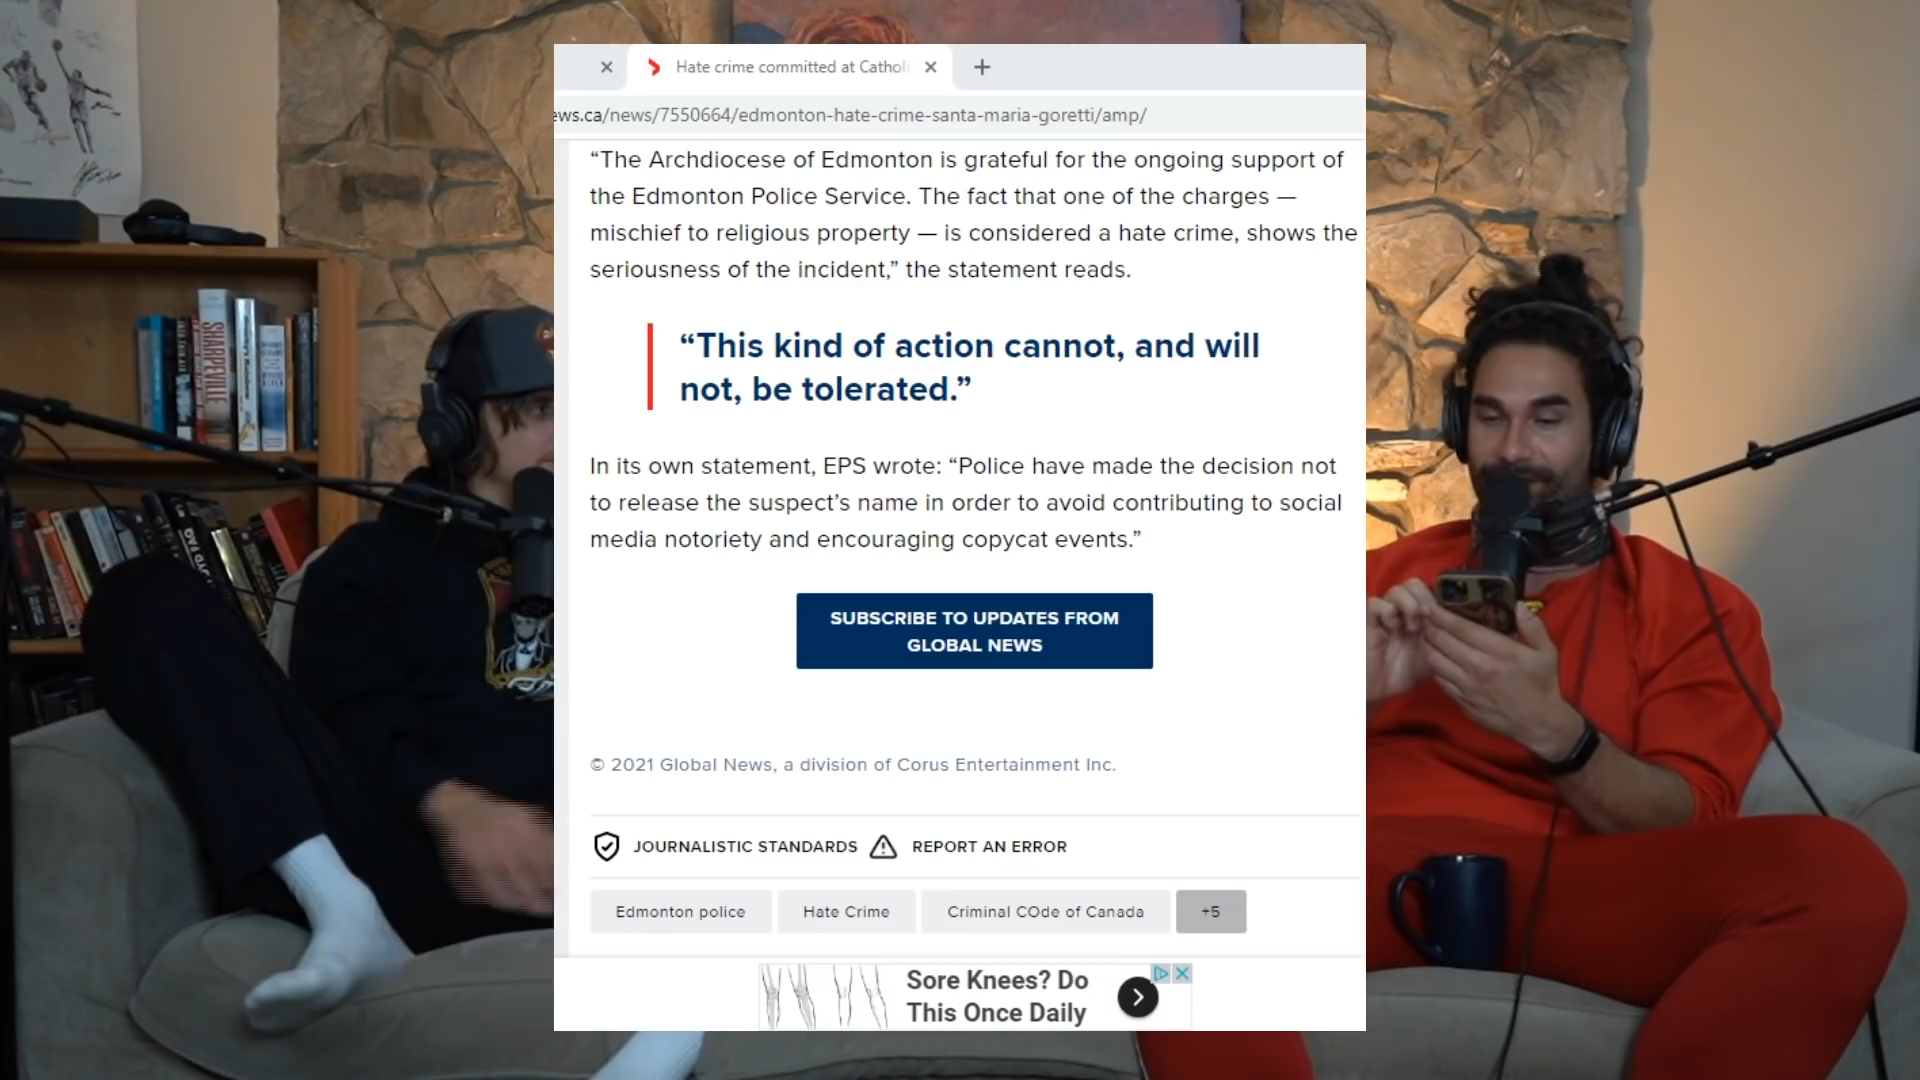 Hate crime committed at Catholi
ews.ca/news/7550664/edmonton-hate-crime-santa-maria-goretti/amp/
“The Archdiocese of Edmonton is grateful for the ongoing support of
the Edmonton Police Service. The fact that one of the charges —
mischief to religious property — is considered a hate crime, shows the
seriousness of the incident,” the statement reads.
“This kind of action cannot, and will
not, be tolerated.”
In its own statement, EPS wrote: “Police have made the decision not
to release the suspect’s name in order to avoid contributing to social
media notoriety and encouraging copycat events.”
SUBSCRIBE TO UPDATES FROM
GLOBAL NEWS
© 2021 Global News, a division of Corus Entertainment Inc.
JOURNALISTIC STANDARDS REPORT AN ERROR
Edmonton police Hate Crime Criminal COde of Canada +5
Sore Knees? Do
This Once Daily
SHARPEVILLE